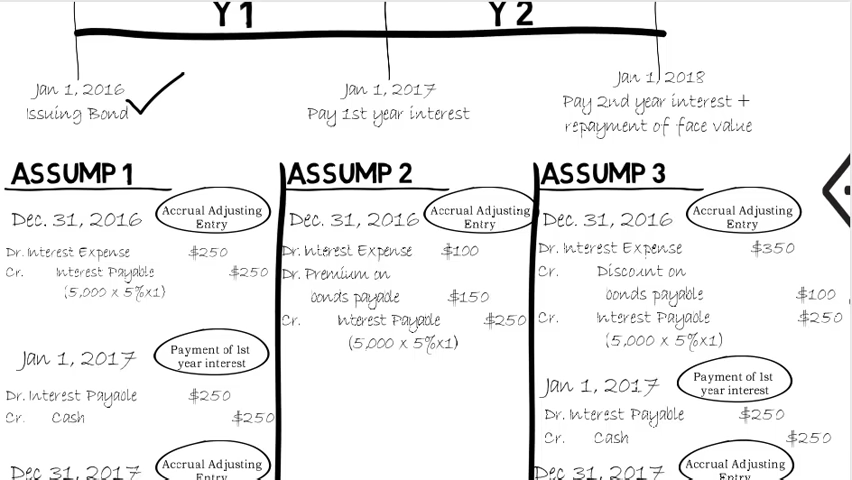 Y 1
Y 2
Jan 1, 2016
Issuing Bond
Jan 1, 2017
Pay 1st year interest
Jan 1, 2018
Pay 2nd year interest +
repayment of face value
ASSUMP 1
Dec. 31, 2016
Accrual Adjusting
Entry
Dr. Interest Expense $250
Cr. Interest Payable $250
(5,000 x 5%x1)
Jan 1, 2017
Payment of 1st
year interest
Dr. Interest Payable $250
Cr. Cash $250
Dec 31, 2017
Accrual Adjusting
Entry
ASSUMP 2
Dec. 31, 2016
Accrual Adjusting
Entry
Dr. Interest Expense $100
Dr. Premium on
bonds payable $150
Cr. Interest Payable $250
(5,000 x 5%x1)
ASSUMP 3
Dec. 31, 2016
Accrual Adjusting
Entry
Dr. Interest Expense $350
Cr. Discount on
bonds payable $100
Cr. Interest Payable $250
(5,000 x 5%x1)
Jan 1, 2017
Payment of 1st
year interest
Dr. Interest Payable $250
Cr. Cash $250
Dec 31, 2017
Accrual Adjusting
Entry